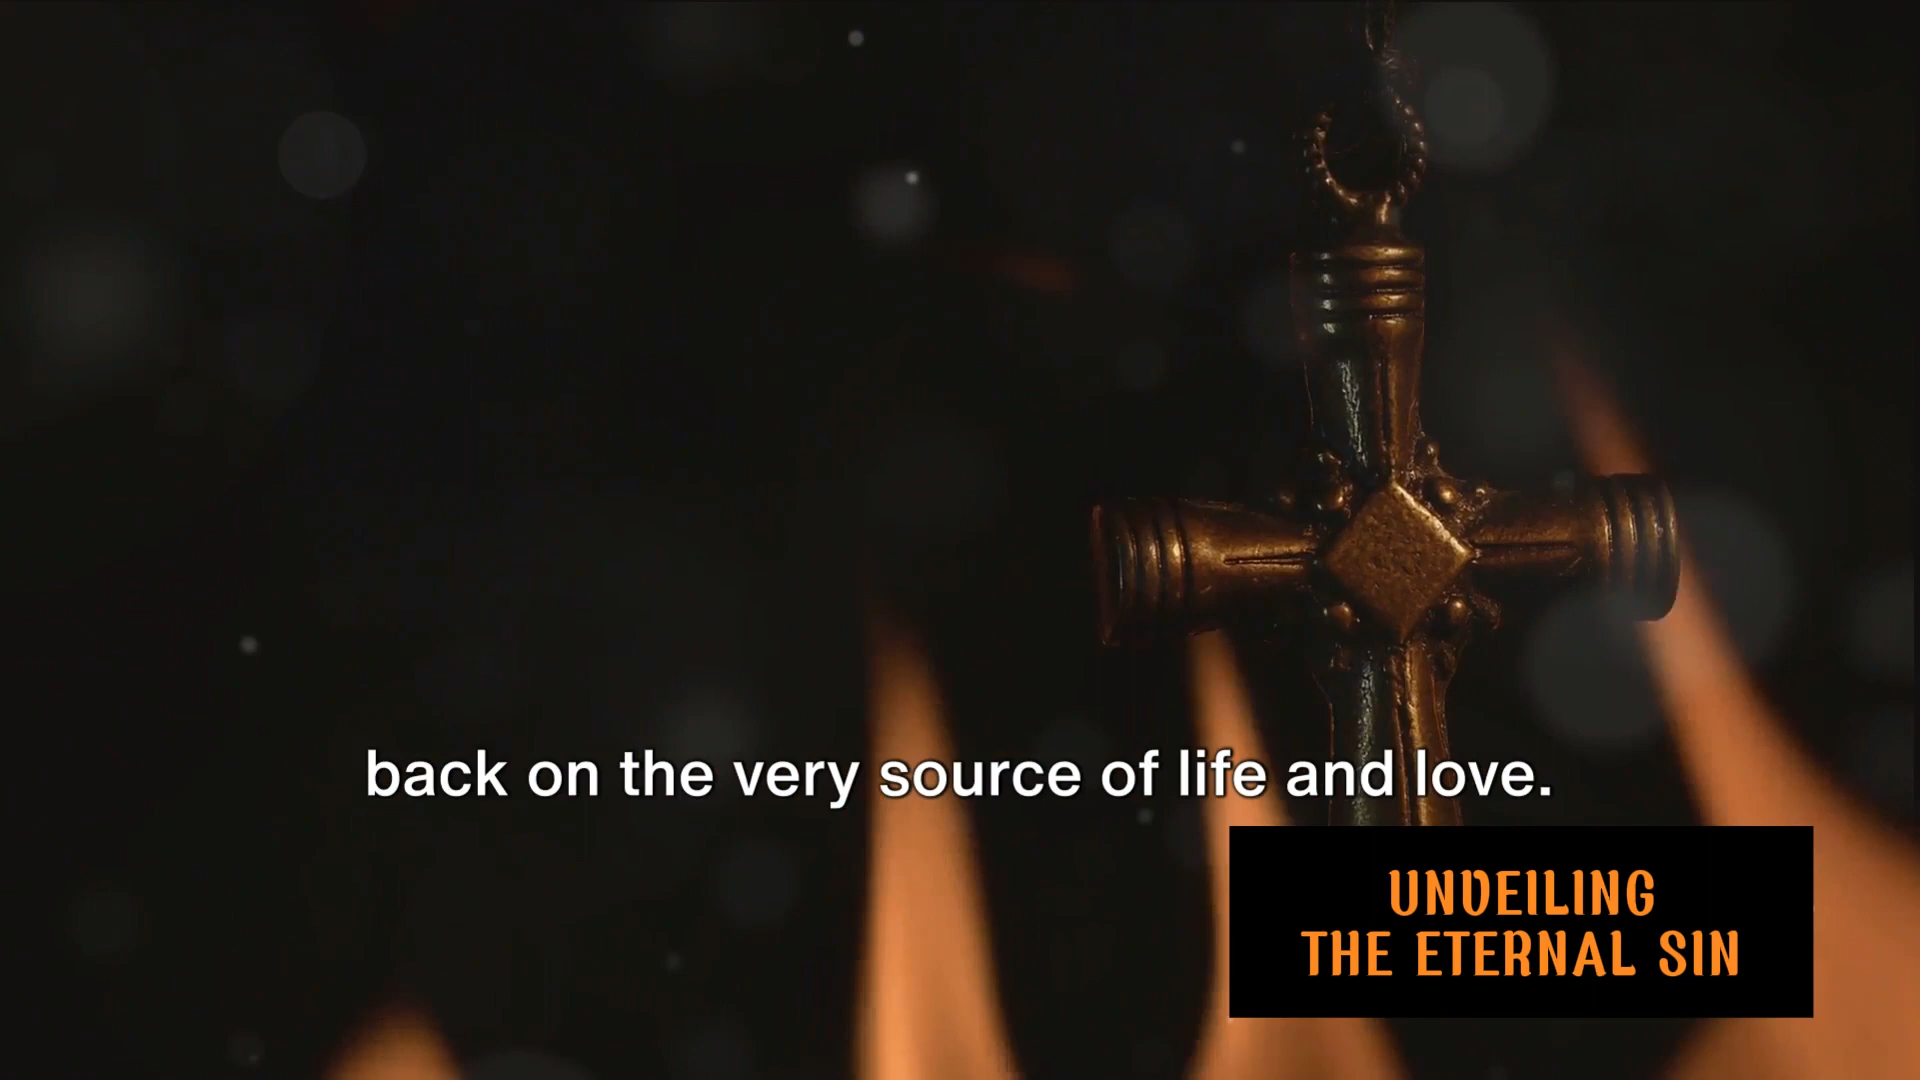 back on the very source of life and love.
UNVEILING
THE ETERNAL SIN